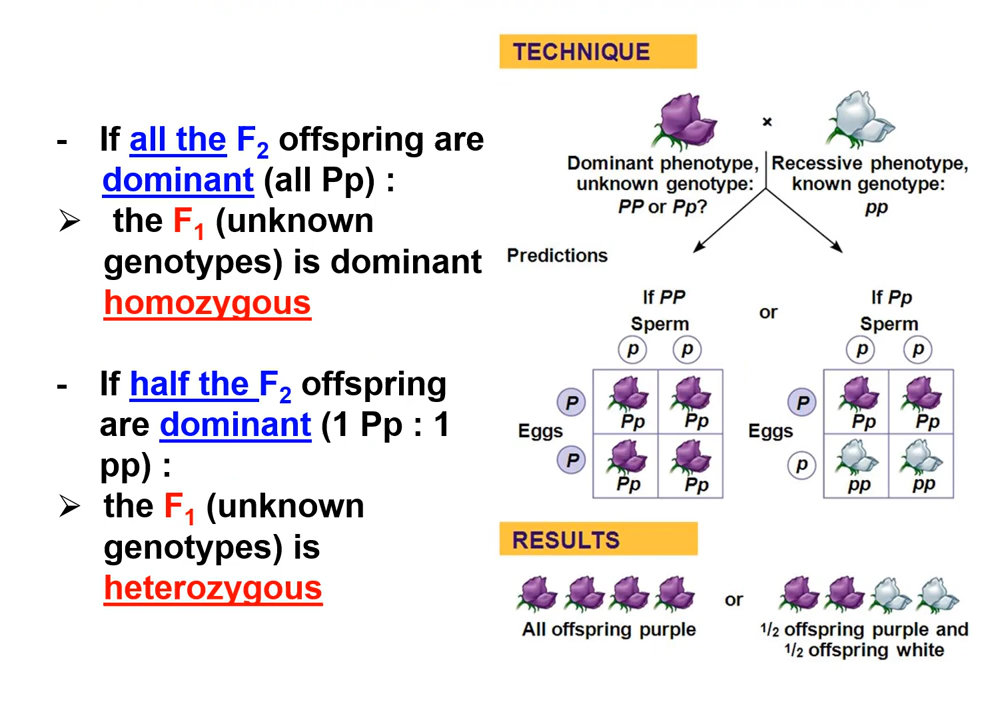 - If all the F₂ offspring are
dominant (all Pp) :
➢ the F₁ (unknown
genotypes) is dominant
homozygous
- If half the F₂ offspring
are dominant (1 Pp : 1
pp) :
➢ the F₁ (unknown
genotypes) is
heterozygous
TECHNIQUE
×
Dominant phenotype,
unknown genotype:
PP or Pp?
Recessive phenotype,
known genotype:
pp
Predictions
If PP
Sperm
p p
Eggs
P
P
Pp Pp
Pp Pp
or
If Pp
Sperm
p p
Eggs
P
p
Pp Pp
pp pp
RESULTS
All offspring purple
or
1/2 offspring purple and
1/2 offspring white